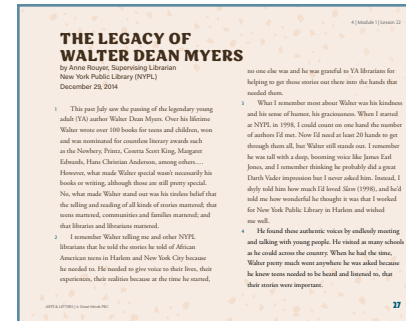 4 | Module 1 | Lesson 22
THE LEGACY OF
WALTER DEAN MYERS
by Anne Rouyer, Supervising Librarian
New York Public Library (NYPL)
December 29, 2014
1 This past July saw the passing of the legendary young
adult (YA) author Walter Dean Myers. Over his lifetime
Walter wrote over 100 books for teens and children, won
and was nominated for countless literary awards such
as the Newbery, Printz, Coretta Scott King, Margaret
Edwards, Hans Christian Anderson, among others….
However, what made Walter special wasn't necessarily his
books or writing, although those are still pretty special.
No, what made Walter stand out was his tireless belief that
the telling and reading of all kinds of stories mattered; that
teens mattered, communities and families mattered; and
that libraries and librarians mattered.
2 I remember Walter telling me and other NYPL
librarians that he told the stories he told of African
American teens in Harlem and New York City because
he needed to. He needed to give voice to their lives, their
experiences, their realities because at the time he started,
no one else was and he was grateful to YA librarians for
helping to get those stories out there into the hands that
needed them.
3 What I remember most about Walter was his kindness
and his sense of humor, his graciousness. When I started
at NYPL in 1998, I could count on one hand the number
of authors I'd met. Now I'd need at least 20 hands to get
through them all, but Walter still stands out. I remember
he was tall with a deep, booming voice like James Earl
Jones, and I remember thinking he probably did a great
Darth Vader impression but I never asked him. Instead, I
shyly told him how much I'd loved Slam (1998), and he'd
told me how wonderful he thought it was that I worked
for New York Public Library in Harlem and wished
me well.
4 He found these authentic voices by endlessly meeting
and talking with young people. He visited as many schools
as he could across the country. When he had the time,
Walter pretty much went anywhere he was asked because
he knew teens needed to be heard and listened to, that
their stories were important.
ARTS & LETTERS | © Great Minds PBC
27